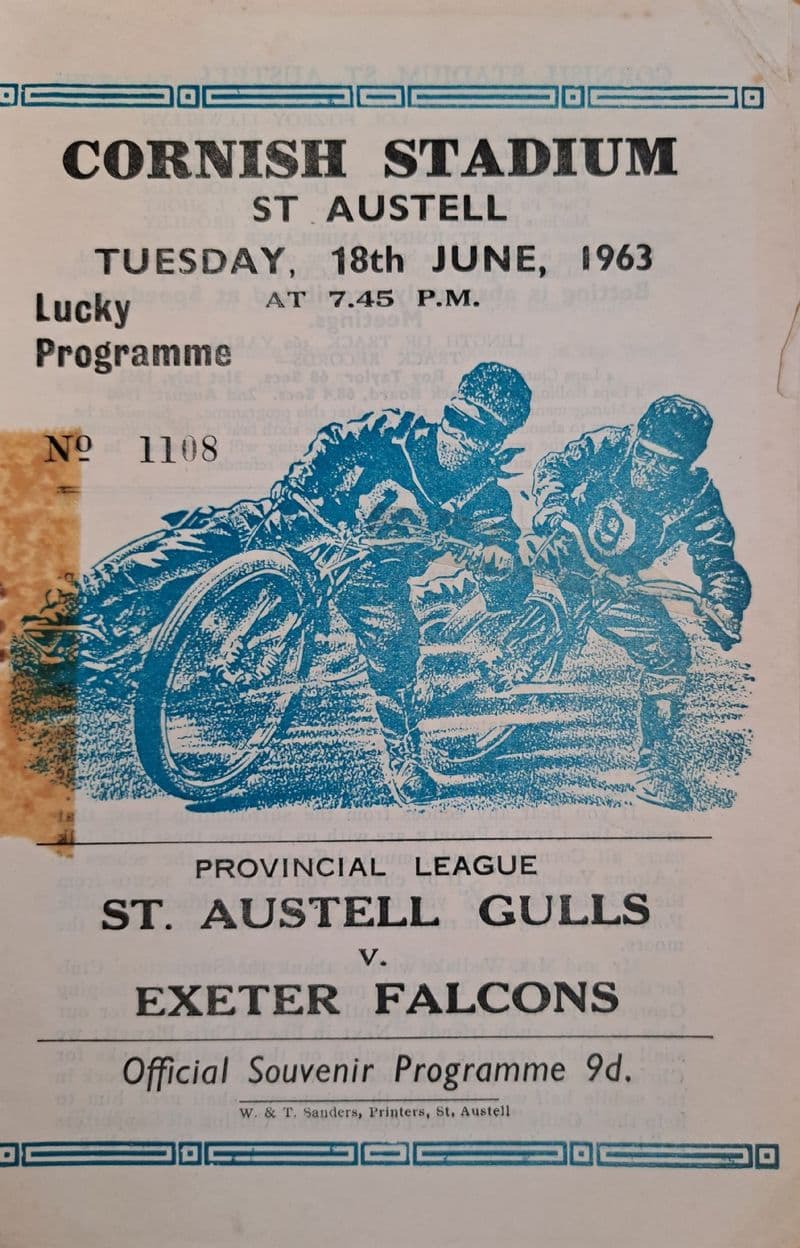 CORNISH STADIUM
ST AUSTELL
TUESDAY, 18th JUNE, 1963
AT 7.45 P.M.
Lucky
Programme
Nº 1108
PROVINCIAL LEAGUE
ST. AUSTELL GULLS
V.
EXETER FALCONS
Official Souvenir Programme 9d.
W. & T. Sanders, Printers, St, Austell